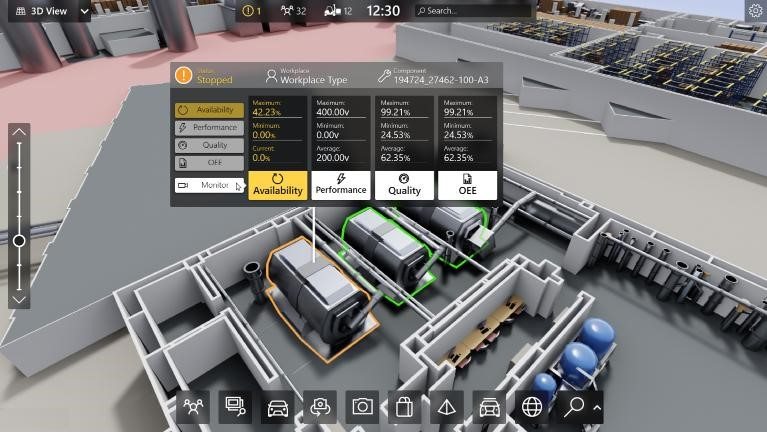 3D View
1
32
12
12:30
Search...
Status
Stopped
Workplace
Workplace Type
Component
194724_27462-100-A3
Availability
Performance
Quality
OEE
Monitor
Maximum:
42.23%
Minimum:
0.00%
Current:
0.0%
Availability
Maximum:
400.00v
Minimum:
0.00v
Average:
200.00v
Performance
Maximum:
99.21%
Minimum:
24.53%
Average:
62.35%
Quality
Maximum:
99.21%
Minimum:
24.53%
Average:
62.35%
OEE